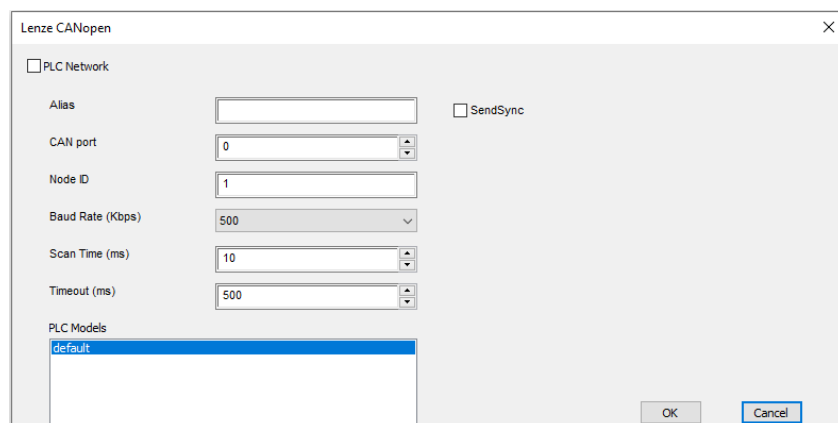 Lenze CANopen
PLC Network
Alias
SendSync
CAN port 0
Node ID 1
Baud Rate (Kbps) 500
Scan Time (ms) 10
Timeout (ms) 500
PLC Models
default
OK Cancel